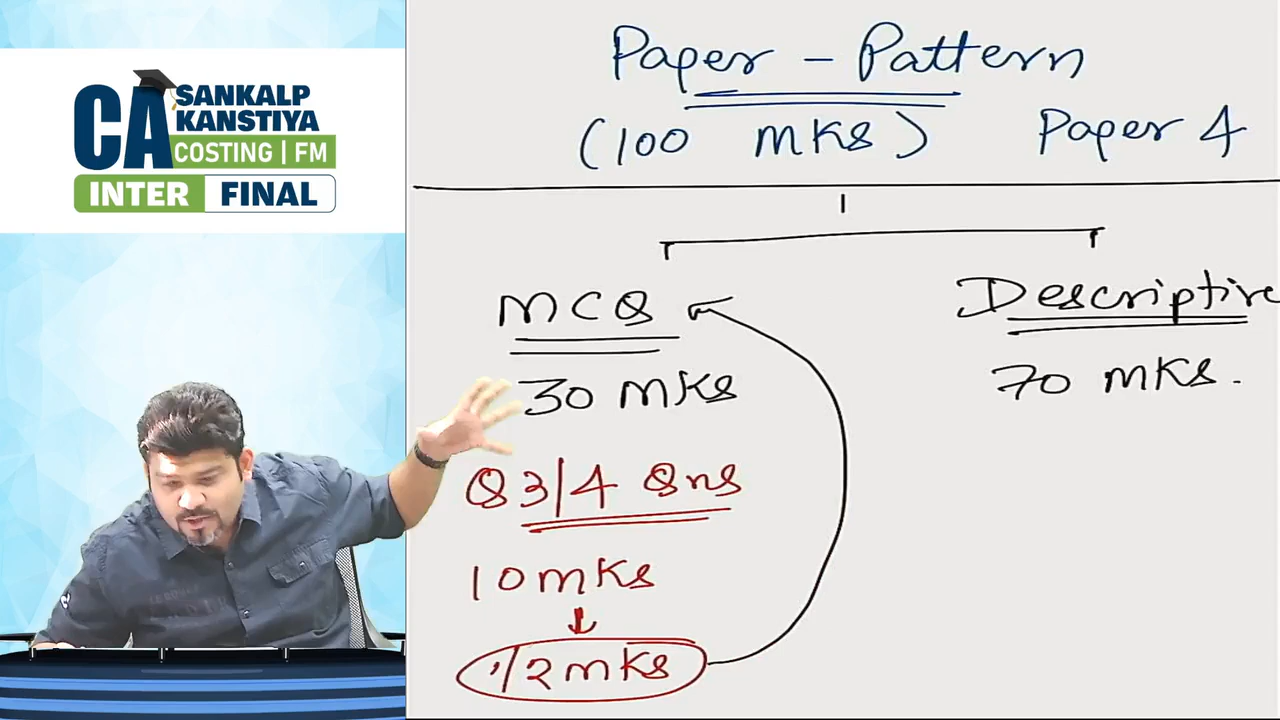 CA SANKALP
KANSTIYA
COSTING | FM
INTER FINAL
Paper - Pattern
(100 MKS) Paper 4
MCQ Descriptive
30 MKS 70 MKS.
Q 3/4 Qns
10 MKS
1/2 MKS